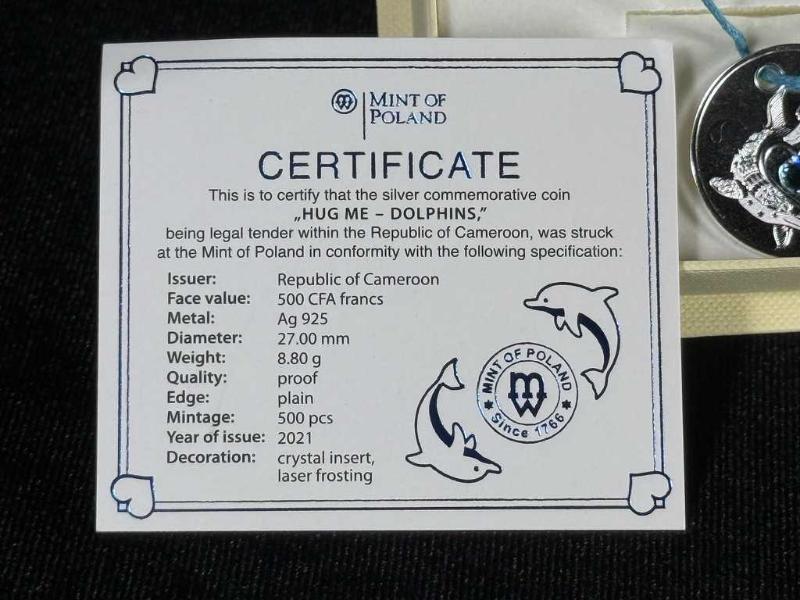 MINT OF
POLAND
CERTIFICATE
This is to certify that the silver commemorative coin
„HUG ME – DOLPHINS,”
being legal tender within the Republic of Cameroon, was struck
at the Mint of Poland in conformity with the following specification:
Issuer: Republic of Cameroon
Face value: 500 CFA francs
Metal: Ag 925
Diameter: 27.00 mm
Weight: 8.80 g
Quality: proof
Edge: plain
Mintage: 500 pcs
Year of issue: 2021
Decoration: crystal insert,
laser frosting
MINT OF POLAND
MW
Since 1766